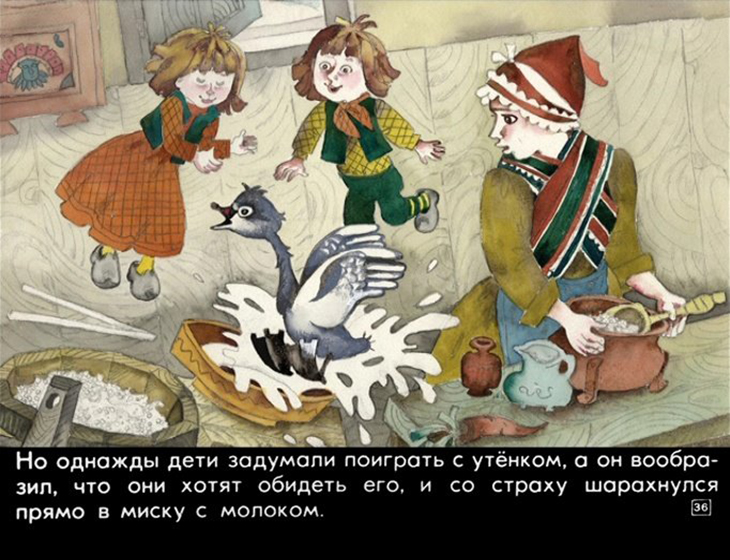 Но однажды дети задумали поиграть с утёнком, а он вообра-
зил, что они хотят обидеть его, и со страху шарахнулся
прямо в миску с молоком. 36